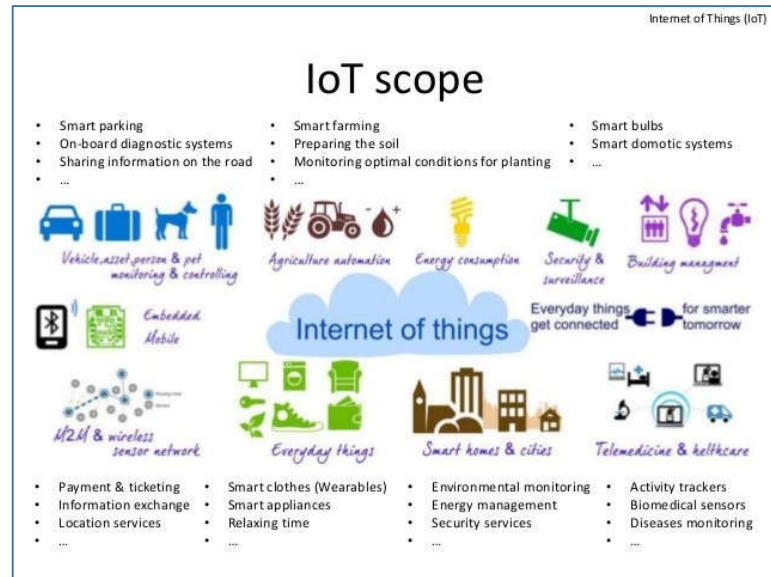 Internet of Things (IoT)
IoT scope
• Smart parking
• On-board diagnostic systems
• Sharing information on the road
• ...
• Smart farming
• Preparing the soil
• Monitoring optimal conditions for planting
• ...
• Smart bulbs
• Smart domotic systems
• ...
Vehicle,asset,person & pet
monitoring & controlling
Agriculture automation
Energy consumption
Security &
surveillance
Building managment
Embedded
Mobile
Internet of things
Everyday things
get connected
for smarter
tomorrow
M2M & wireless
sensor network
Everyday things
Smart homes & cities
Telemedicine & helthcare
• Payment & ticketing
• Information exchange
• Location services
• ...
• Smart clothes (Wearables)
• Smart appliances
• Relaxing time
• ...
• Environmental monitoring
• Energy management
• Security services
• ...
• Activity trackers
• Biomedical sensors
• Diseases monitoring
• ...